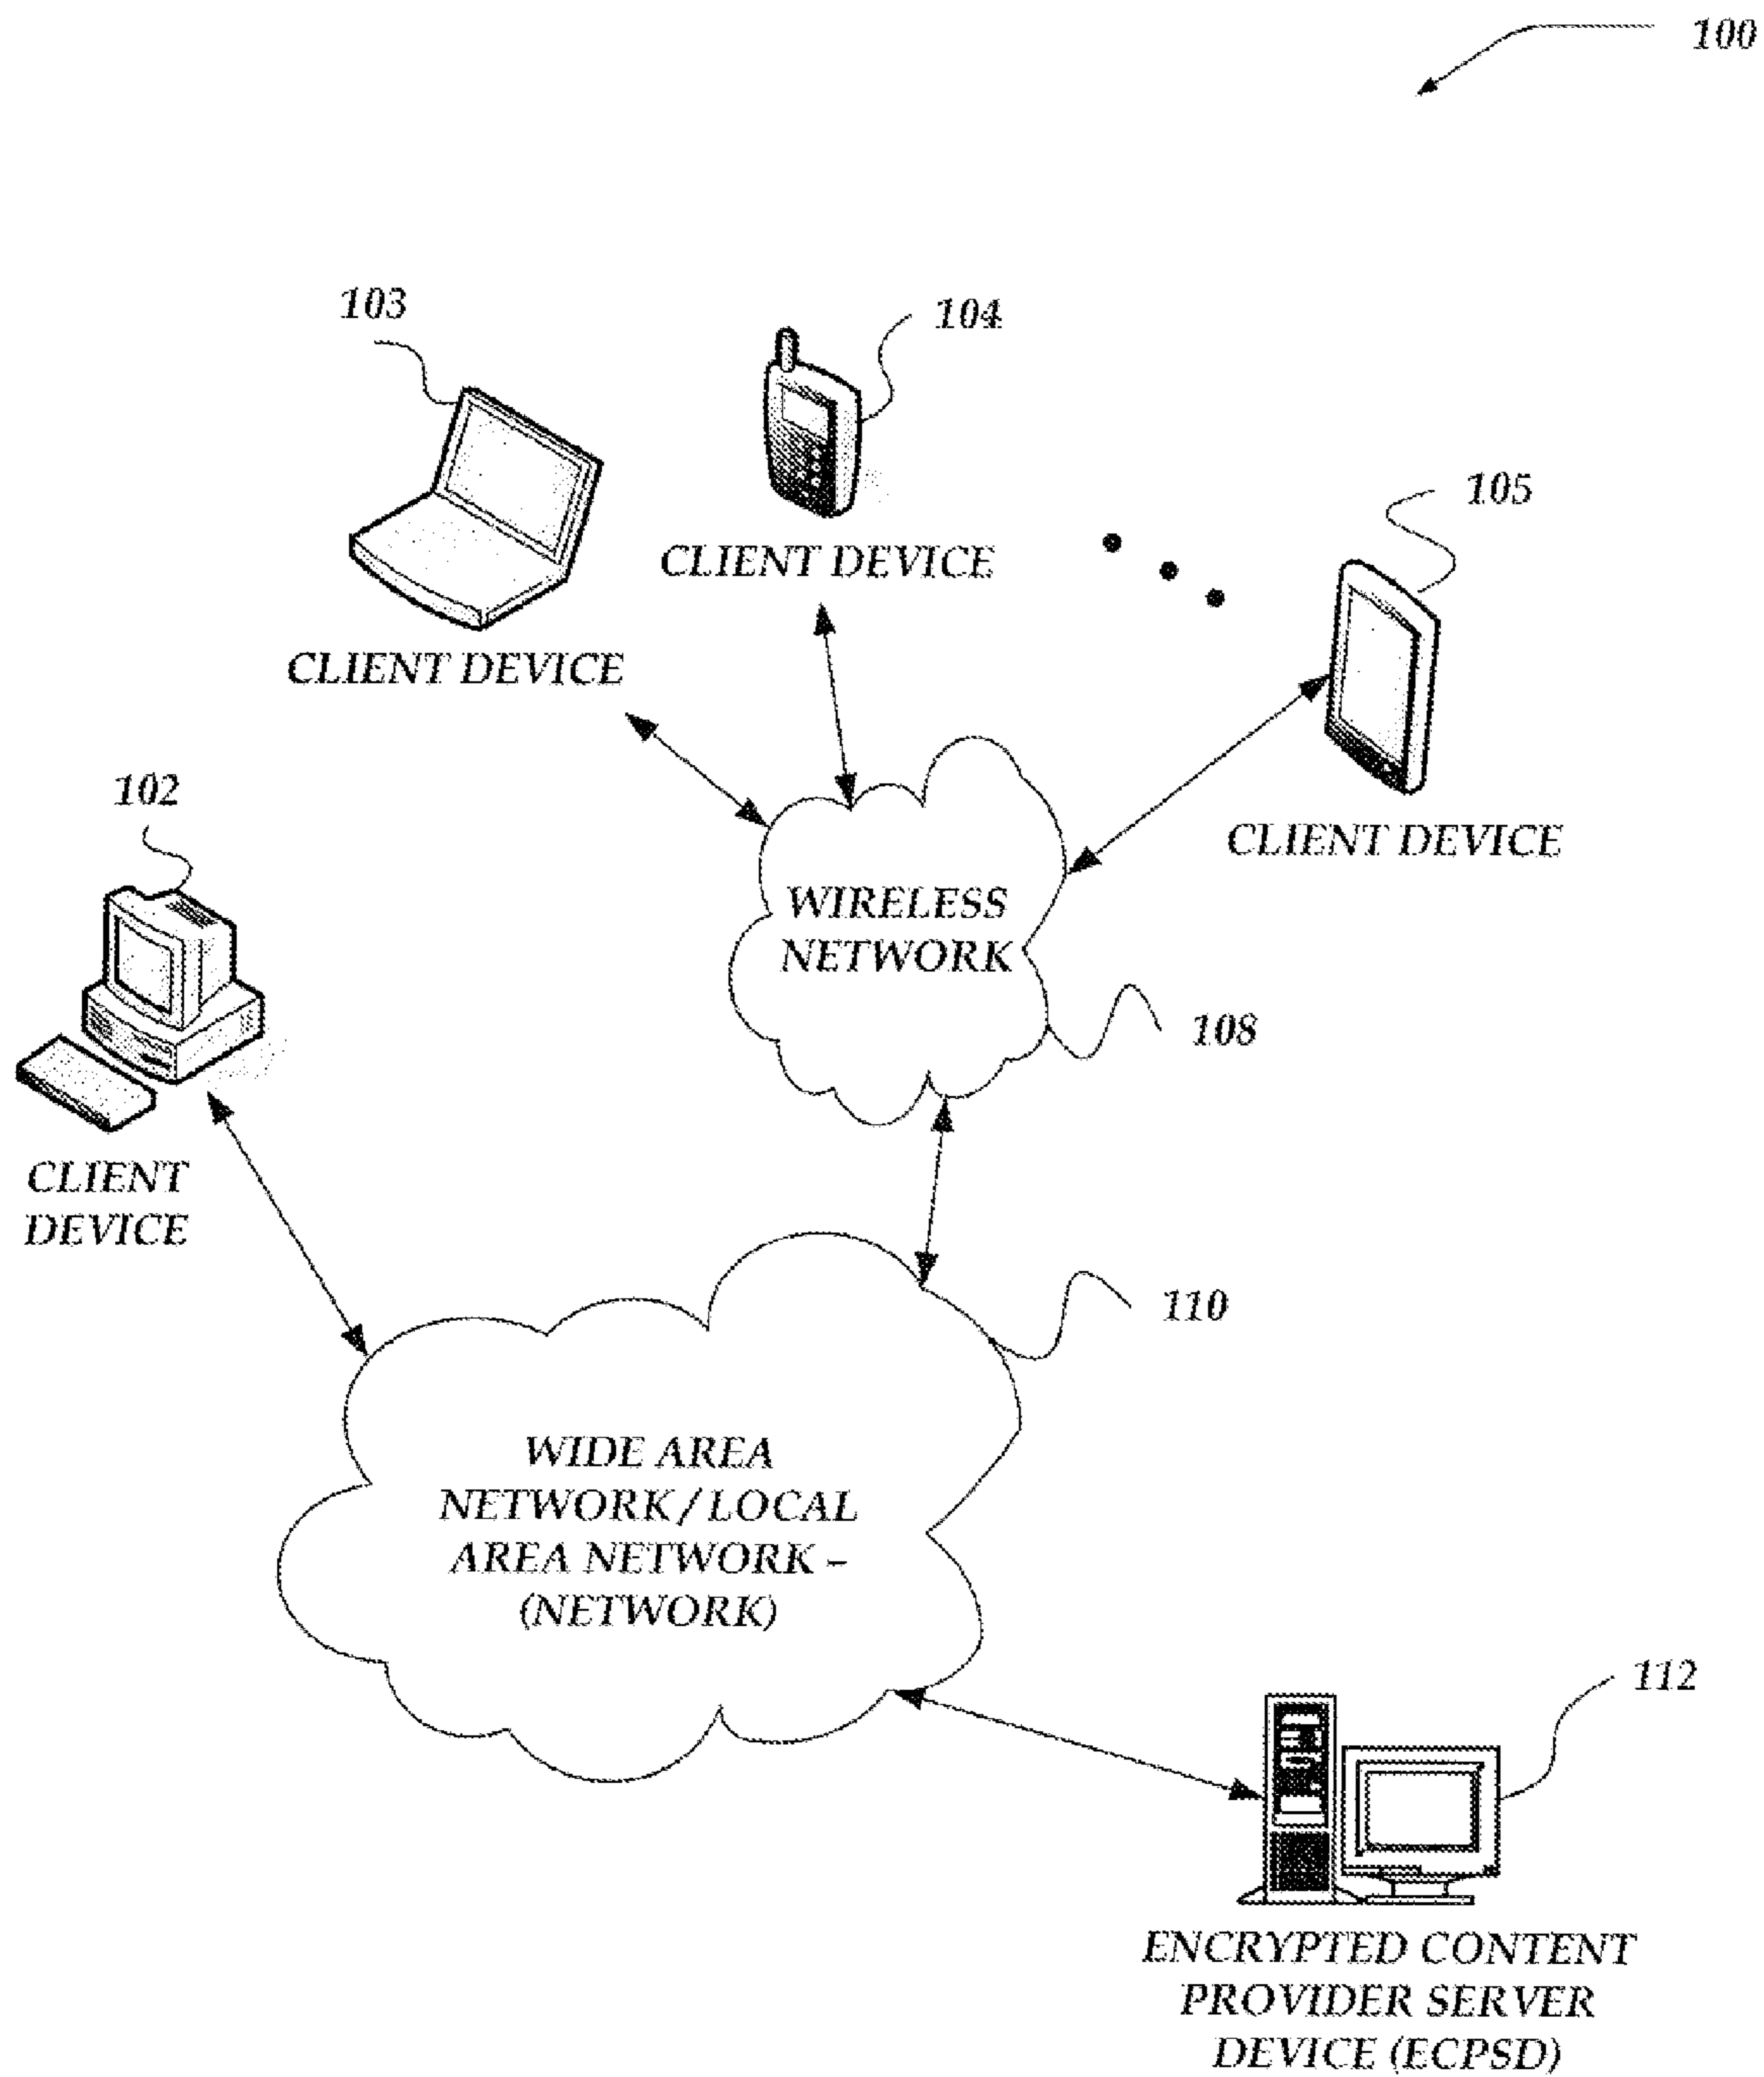 100
103
104
CLIENT DEVICE
105
CLIENT DEVICE
102
CLIENT DEVICE
WIRELESS
NETWORK
108
CLIENT
DEVICE
110
WIDE AREA
NETWORK / LOCAL
AREA NETWORK –
(NETWORK)
112
ENCRYPTED CONTENT
PROVIDER SERVER
DEVICE (ECPSD)